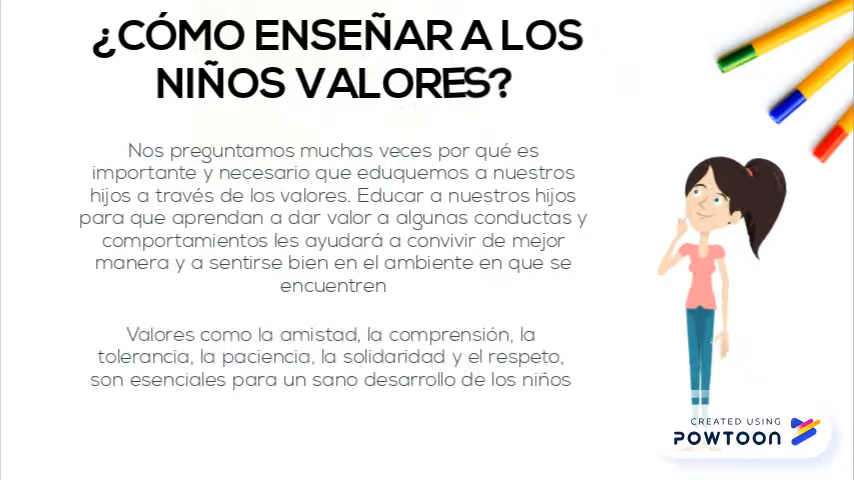 ¿CÓMO ENSEÑAR A LOS
NIÑOS VALORES?
Nos preguntamos muchas veces por qué es
importante y necesario que eduquemos a nuestros
hijos a través de los valores. Educar a nuestros hijos
para que aprendan a dar valor a algunas conductas y
comportamientos les ayudará a convivir de mejor
manera y a sentirse bien en el ambiente en que se
encuentren
Valores como la amistad, la comprensión, la
tolerancia, la paciencia, la solidaridad y el respeto,
son esenciales para un sano desarrollo de los niños
CREATED USING
POWTOON